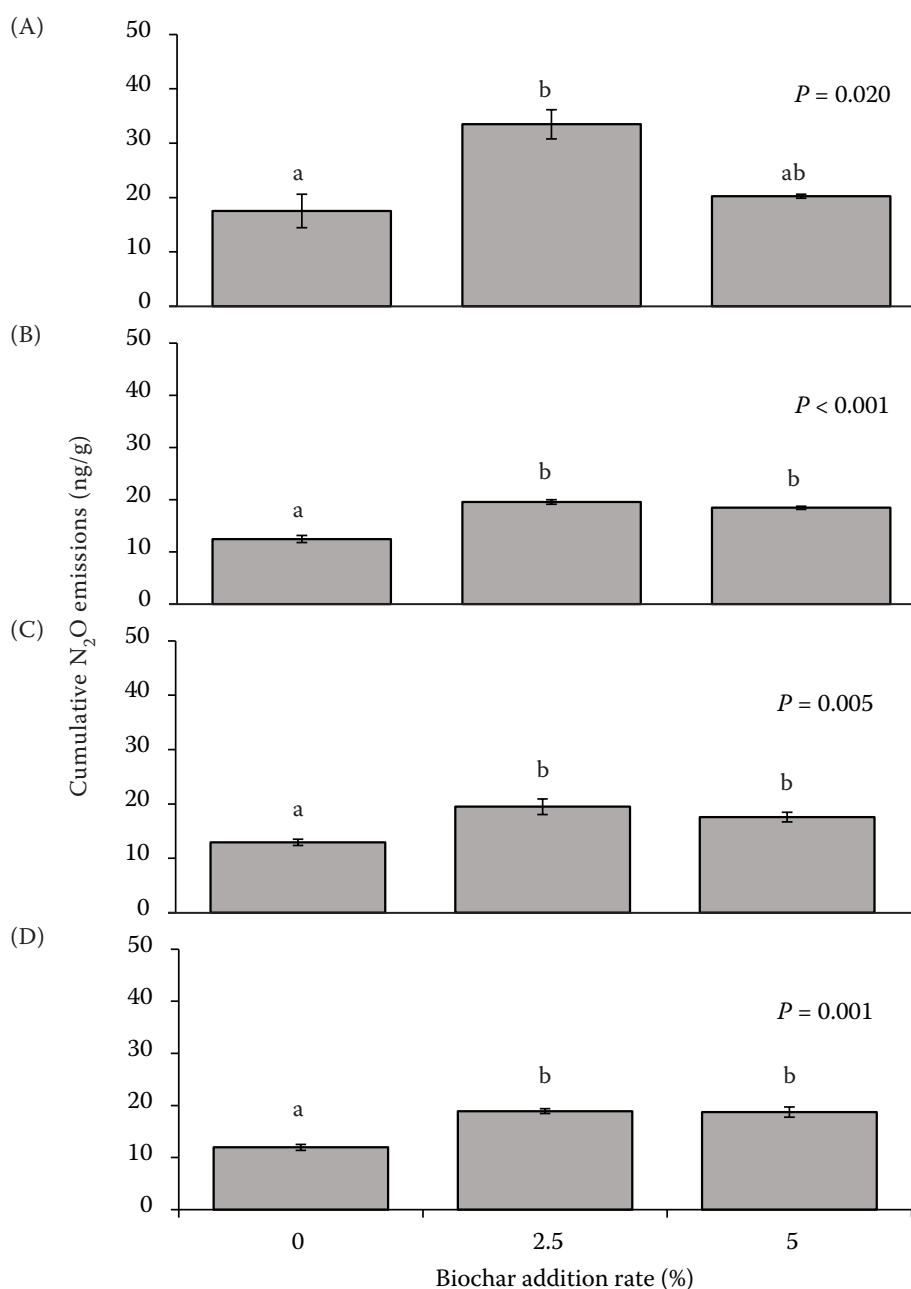 (A)
50
40
30
20
10
0
a
b
ab
P = 0.020
(B)
50
40
30
20
10
0
a
b
b
P < 0.001
Cumulative N₂O emissions (ng/g)
(C)
50
40
30
20
10
0
a
b
b
P = 0.005
(D)
50
40
30
20
10
0
a
b
b
P = 0.001
0 2.5 5
Biochar addition rate (%)